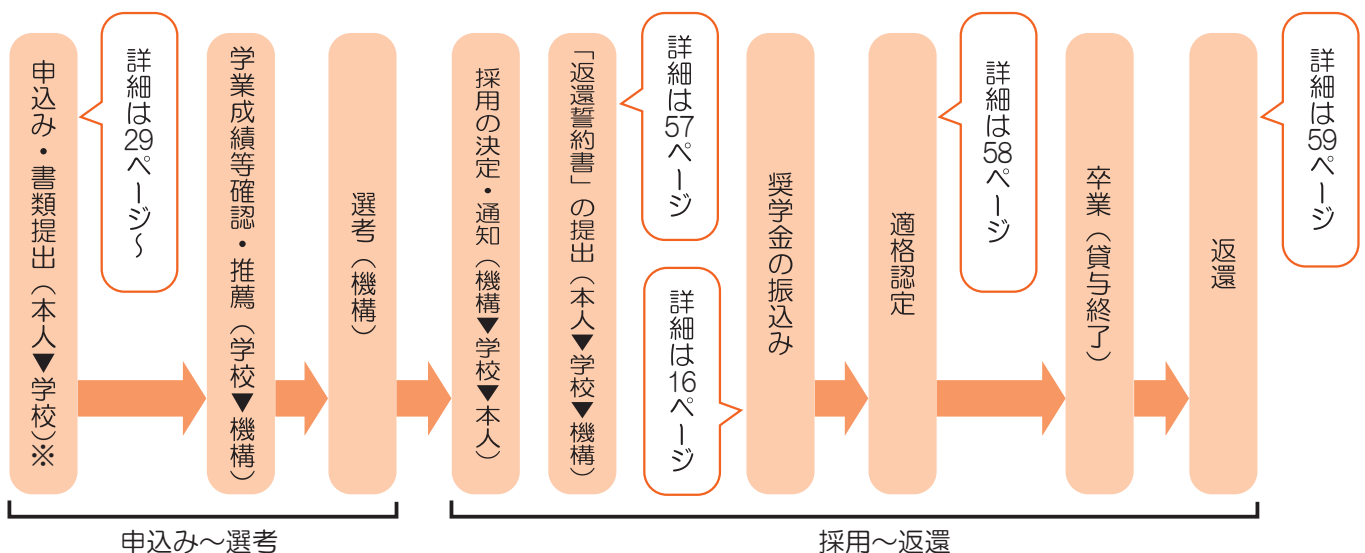 申込み・書類提出（本人▼学校）※
詳細は29ページ～
学業成績等確認・推薦（学校▼機構）
選考（機構）
採用の決定・通知（機構▼学校▼本人）
「返還誓約書」の提出（本人▼学校▼機構）
詳細は57ページ
詳細は16ページ
奨学金の振込み
適格認定
詳細は58ページ
卒業（貸与終了）
返還
詳細は59ページ
申込み～選考
採用～返還